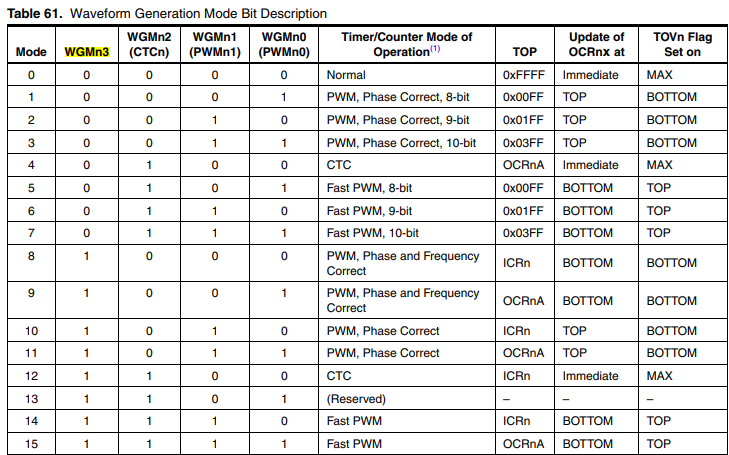 Table 61. Waveform Generation Mode Bit Description
Mode WGMn3 WGMn2 (CTCn) WGMn1 (PWMn1) WGMn0 (PWMn0) Timer/Counter Mode of Operation(1) TOP Update of OCRnX at TOVn Flag Set on
0 0 0 0 0 Normal 0xFFFF Immediate MAX
1 0 0 0 1 PWM, Phase Correct, 8-bit 0x00FF TOP BOTTOM
2 0 0 1 0 PWM, Phase Correct, 9-bit 0x01FF TOP BOTTOM
3 0 0 1 1 PWM, Phase Correct, 10-bit 0x03FF TOP BOTTOM
4 0 1 0 0 CTC OCRnA Immediate MAX
5 0 1 0 1 Fast PWM, 8-bit 0x00FF BOTTOM TOP
6 0 1 1 0 Fast PWM, 9-bit 0x01FF BOTTOM TOP
7 0 1 1 1 Fast PWM, 10-bit 0x03FF BOTTOM TOP
8 1 0 0 0 PWM, Phase and Frequency Correct ICRn BOTTOM BOTTOM
9 1 0 0 1 PWM, Phase and Frequency Correct OCRnA BOTTOM BOTTOM
10 1 0 1 0 PWM, Phase Correct ICRn TOP BOTTOM
11 1 0 1 1 PWM, Phase Correct OCRnA TOP BOTTOM
12 1 1 0 0 CTC ICRn Immediate MAX
13 1 1 0 1 (Reserved) – – –
14 1 1 1 0 Fast PWM ICRn BOTTOM TOP
15 1 1 1 1 Fast PWM OCRnA BOTTOM TOP